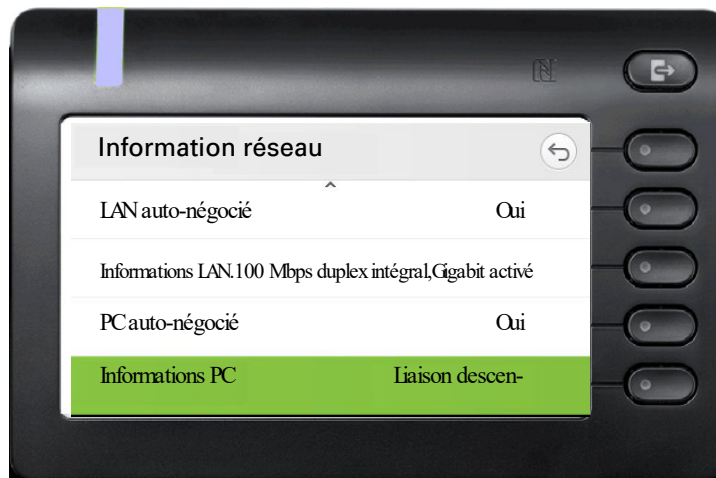 Information réseau
LAN auto-négocié Oui
Informations LAN.100 Mbps duplex intégral,Gigabit activé
PC auto-négocié Oui
Informations PC Liaison descen-